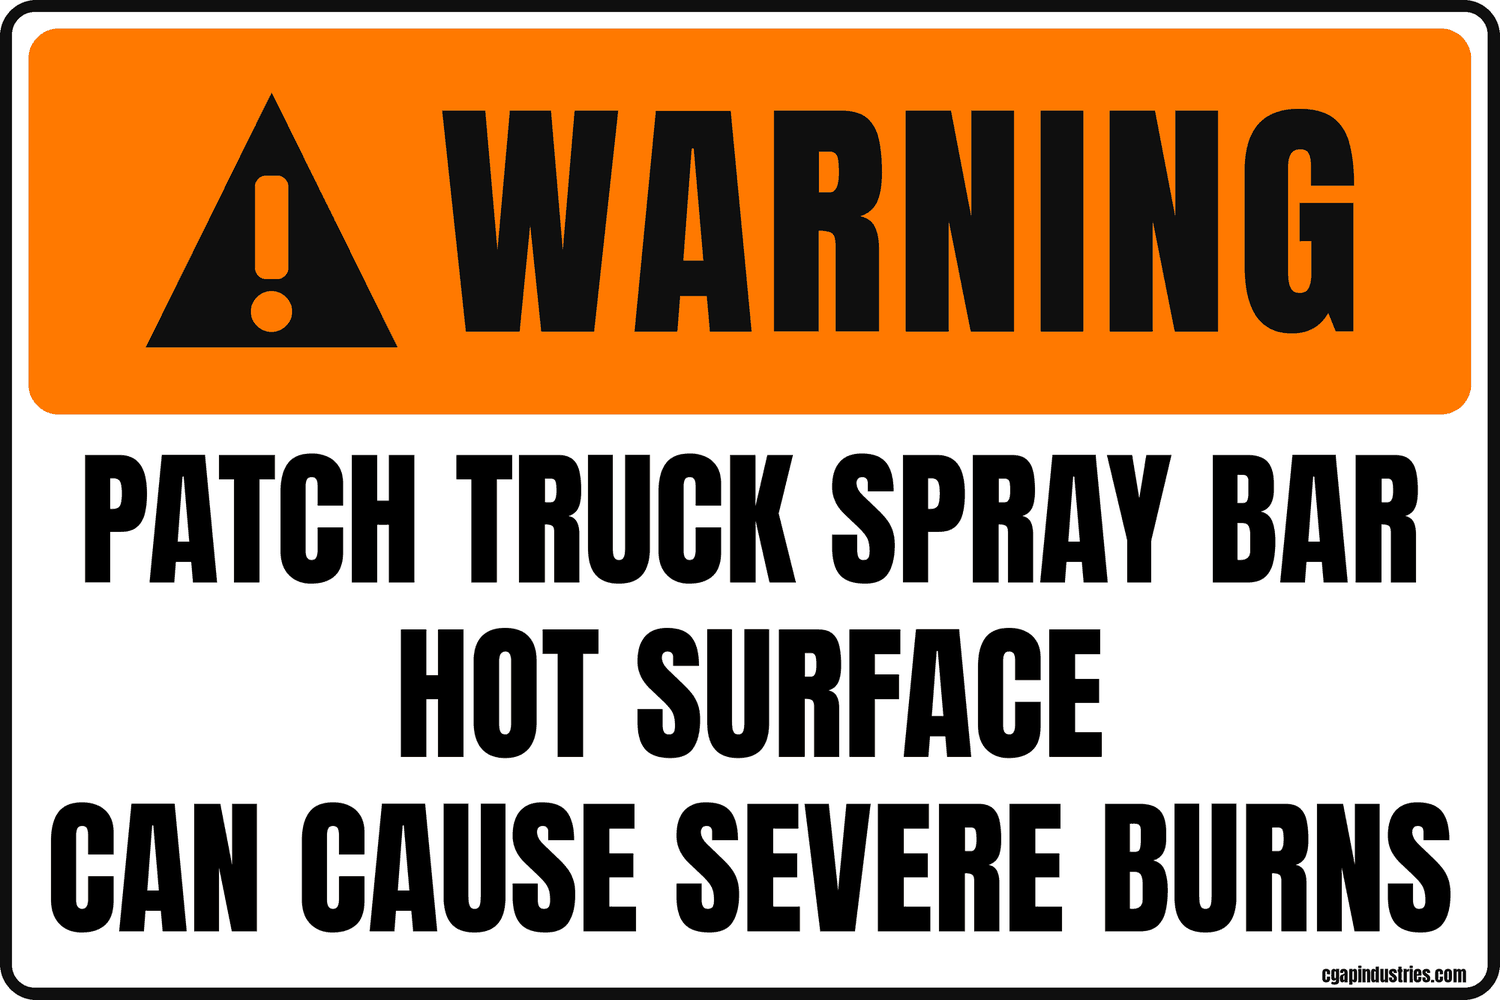 WARNING
PATCH TRUCK SPRAY BAR
HOT SURFACE
CAN CAUSE SEVERE BURNS
cgapindustries.com